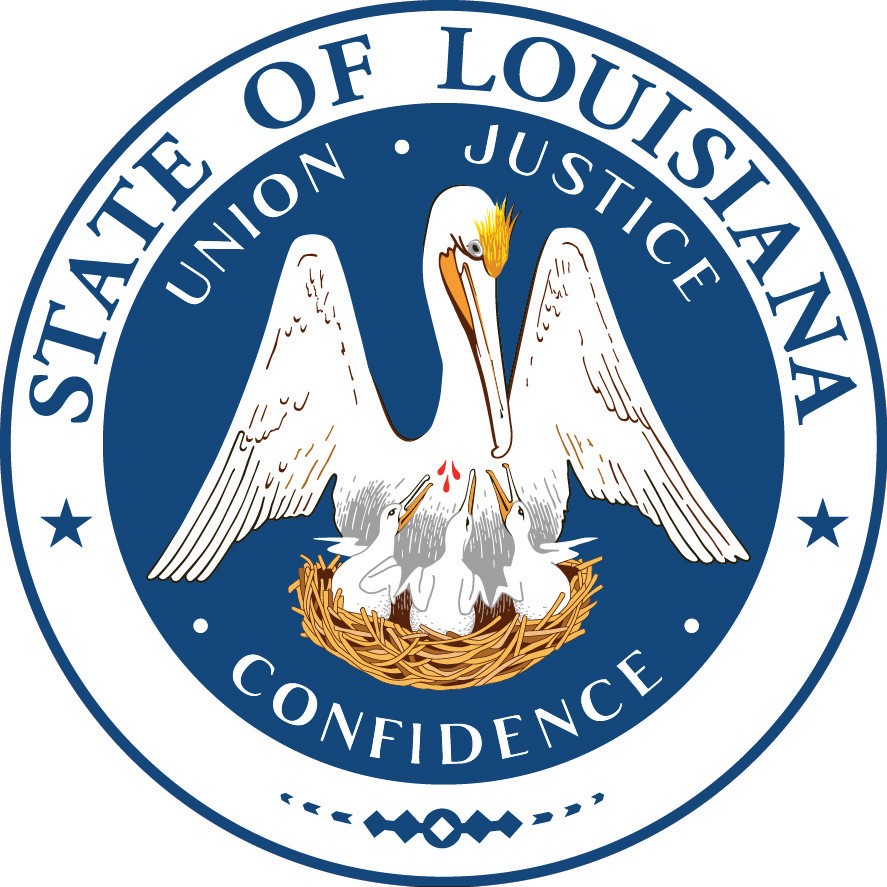 STATE OF LOUISIANA
UNION · JUSTICE
· CONFIDENCE ·